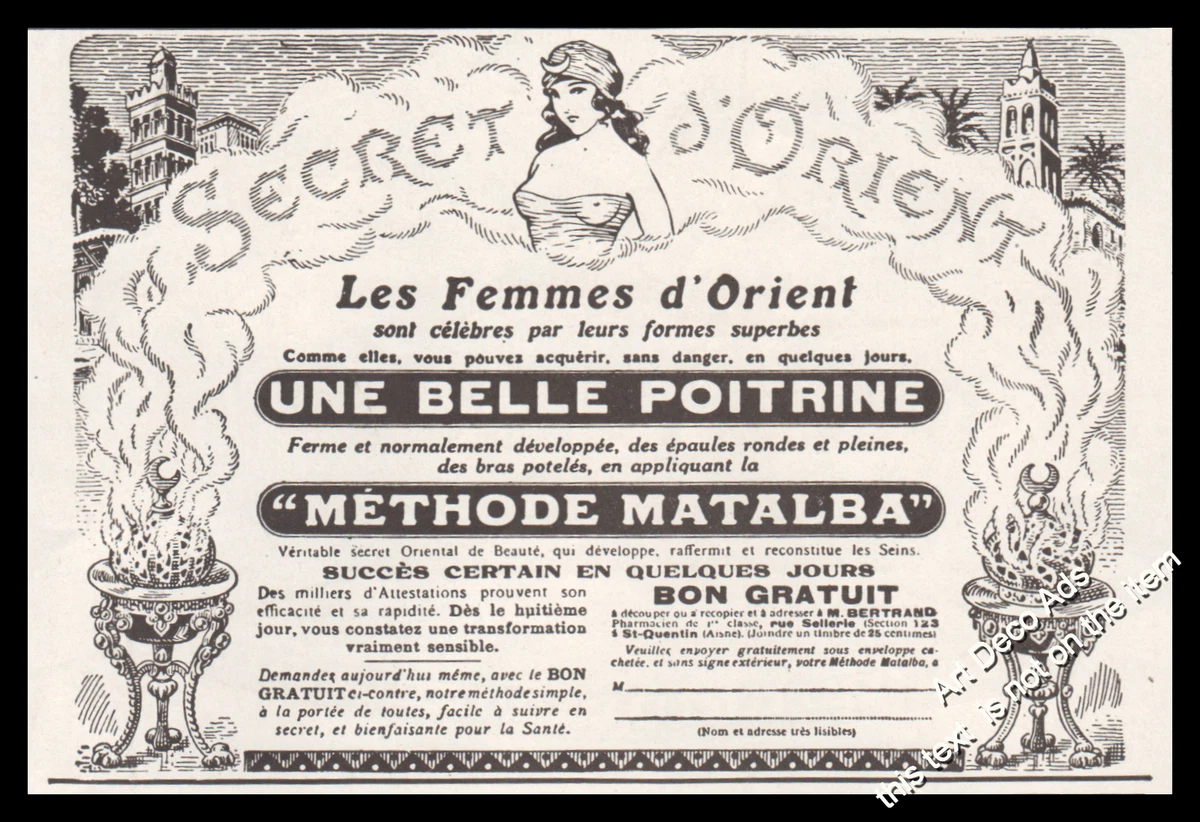 SECRET D'ORIENT
Les Femmes d'Orient
sont célèbres par leurs formes superbes
Comme elles, vous pouvez acquérir, sans danger, en quelques jours,
UNE BELLE POITRINE
Ferme et normalement développée, des épaules rondes et pleines,
des bras potelés, en appliquant la
“MÉTHODE MATALBA”
Véritable secret Oriental de Beauté, qui développe, raffermit et reconstitue les Seins.
SUCCÈS CERTAIN EN QUELQUES JOURS
Des milliers d'Attestations prouvent son
efficacité et sa rapidité. Dès le huitième
jour, vous constatez une transformation
vraiment sensible.
Demandez aujourd'hui même, avec le BON
GRATUIT ci-contre, notre méthode simple,
à la portée de toutes, facile à suivre en
secret, et bienfaisante pour la Santé.
BON GRATUIT
à découper ou à recopier et à adresser à M. BERTRAND
Pharmacien de 1re classe, rue Sellerie (Section 123
à St-Quentin (Aisne). (Joindre un timbre de 25 centimes)
Veuillez envoyer gratuitement sous enveloppe ca-
chetée, et sans signe extérieur, votre Méthode Matalba, à
M
(Nom et adresse très lisibles)
Art Deco Ads
this text is not on the item